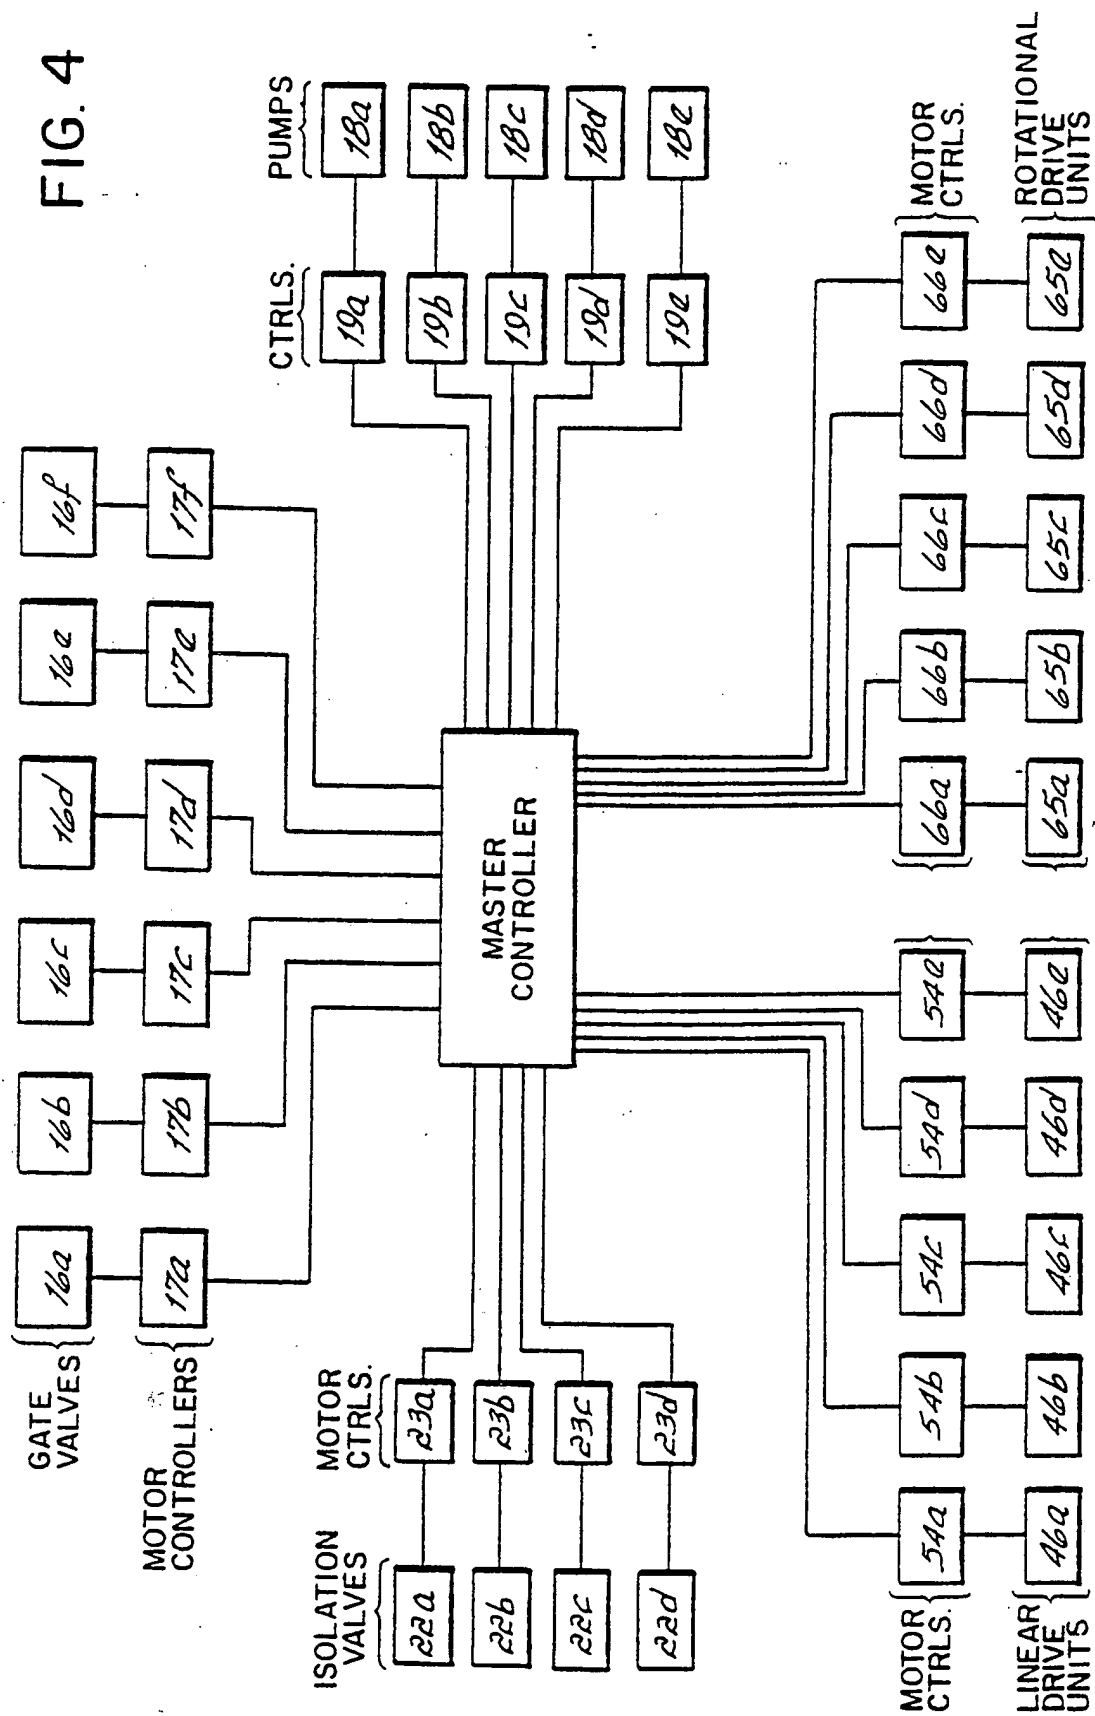 FIG. 4
GATE
VALVES
16a
16b
16c
16d
16e
16f
MOTOR
CONTROLLERS
17a
17b
17c
17d
17e
17f
ISOLATION
VALVES
22a
22b
22c
22d
MOTOR
CTRLS.
23a
23b
23c
23d
MASTER
CONTROLLER
CTRLS.
19a
19b
19c
19d
19e
PUMPS
18a
18b
18c
18d
18e
MOTOR
CTRLS.
54a
54b
54c
54d
54e
LINEAR
DRIVE
UNITS
46a
46b
46c
46d
46e
66a
66b
66c
66d
66e
MOTOR
CTRLS.
65a
65b
65c
65d
65e
ROTATIONAL
DRIVE
UNITS